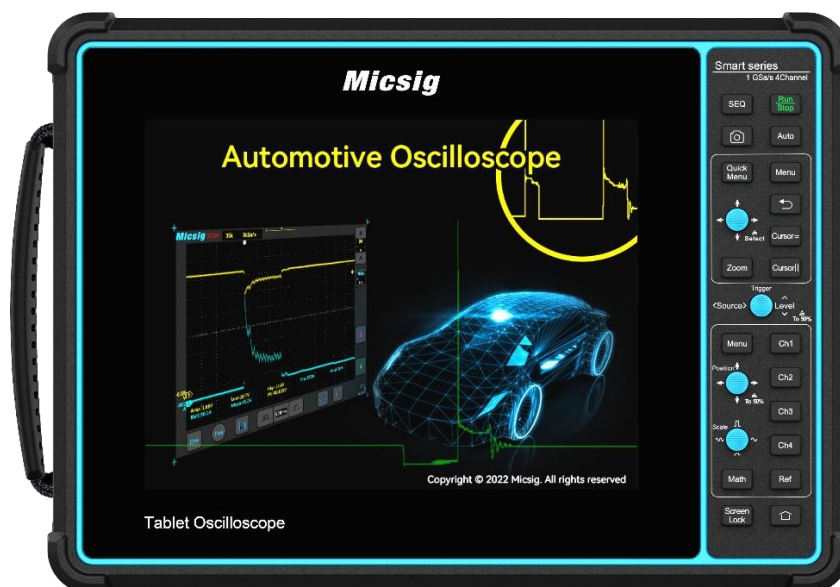 Micsig
Automotive Oscilloscope
Micsig
Copyright © 2022 Micsig. All rights reserved
Tablet Oscilloscope
Smart series
1 GSa/s 4Channel
SEQ
Run
Stop
Auto
Quick
Menu
Menu
Select
Cursor=
Zoom
Cursor||
Trigger
<Source>
Level
To 50%
Menu
Ch1
Position
Ch2
To 50%
Ch3
Scale
Ch4
Math
Ref
Screen
Lock